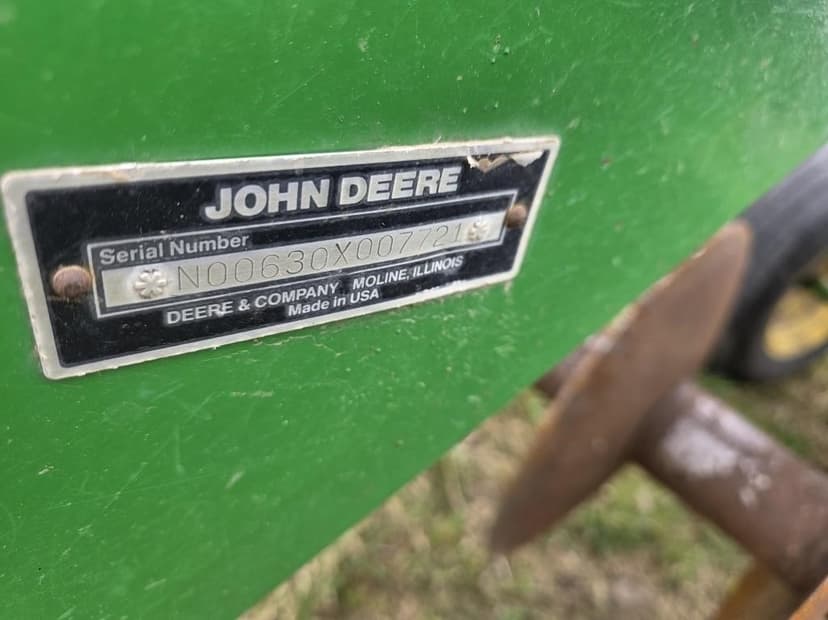 JOHN DEERE
Serial Number
N00630X007721
DEERE & COMPANY MOLINE, ILLINOIS
Made in USA